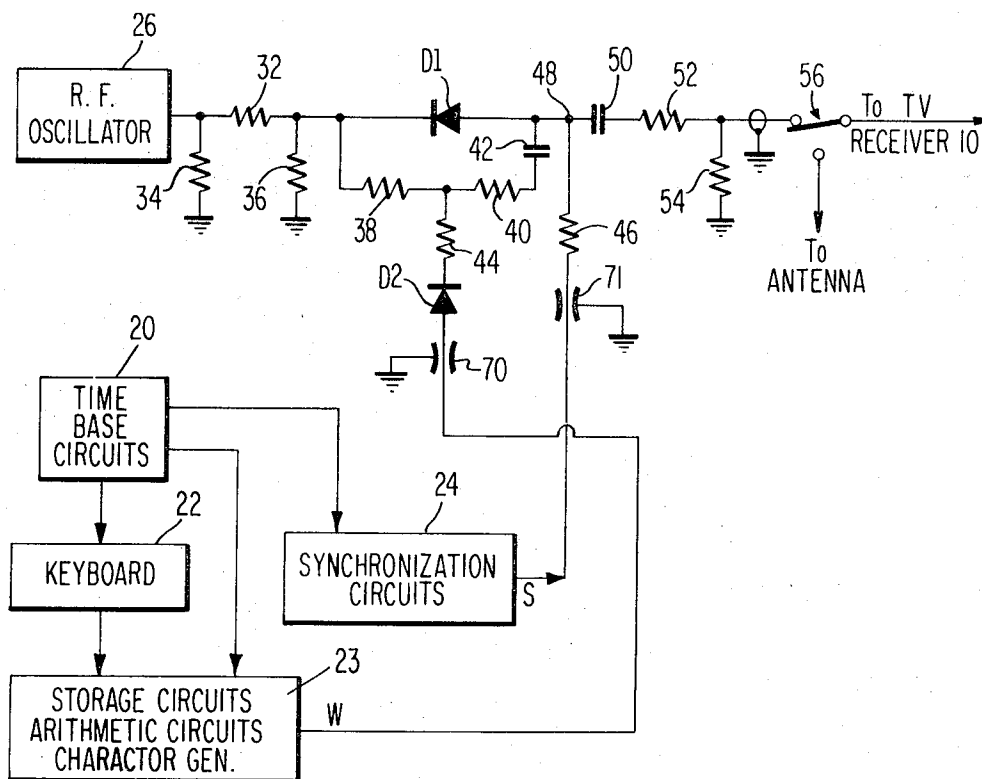 26
R. F.
OSCILLATOR
32
34
36
D1
48
50
52
56
To TV
RECEIVER 10
42
38
40
54
44
46
To
ANTENNA
D2
71
70
20
TIME
BASE
CIRCUITS
24
22
SYNCHRONIZATION
CIRCUITS
S
KEYBOARD
23
STORAGE CIRCUITS
ARITHMETIC CIRCUITS
CHARACTOR GEN.
W